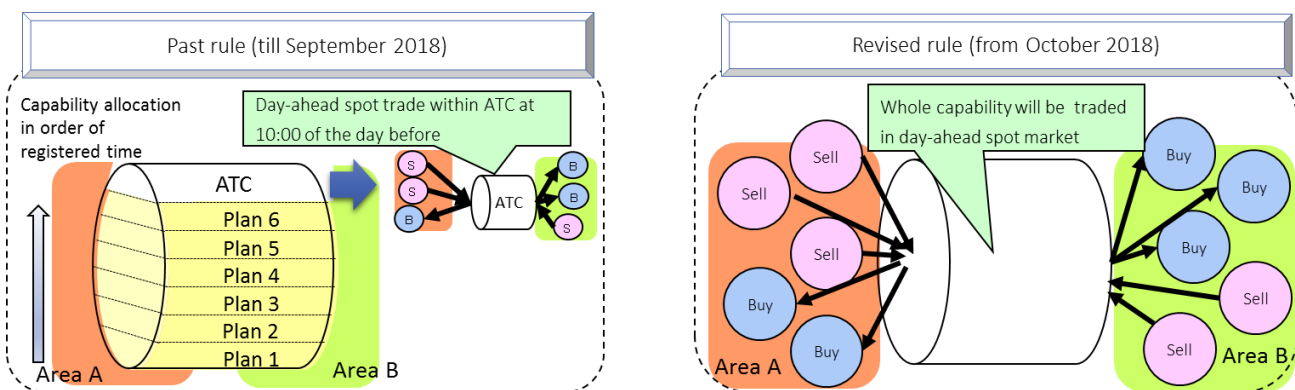 Past rule (till September 2018)
Capability allocation
in order of
registered time
Day-ahead spot trade within ATC at
10:00 of the day before
ATC
Plan 6
Plan 5
Plan 4
Plan 3
Plan 2
Plan 1
Area A
Area B
S
S
B
ATC
B
B
S
Revised rule (from October 2018)
Whole capability will be traded
in day-ahead spot market
Sell
Sell
Sell
Buy
Buy
Area A
Buy
Buy
Buy
Sell
Sell
Area B